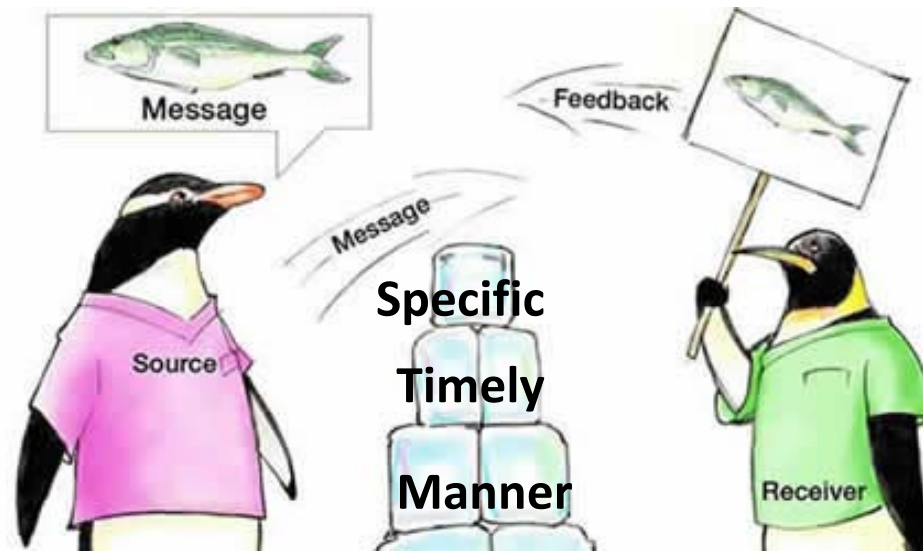 Message
Feedback
Message
Specific
Source
Timely
Manner
Receiver